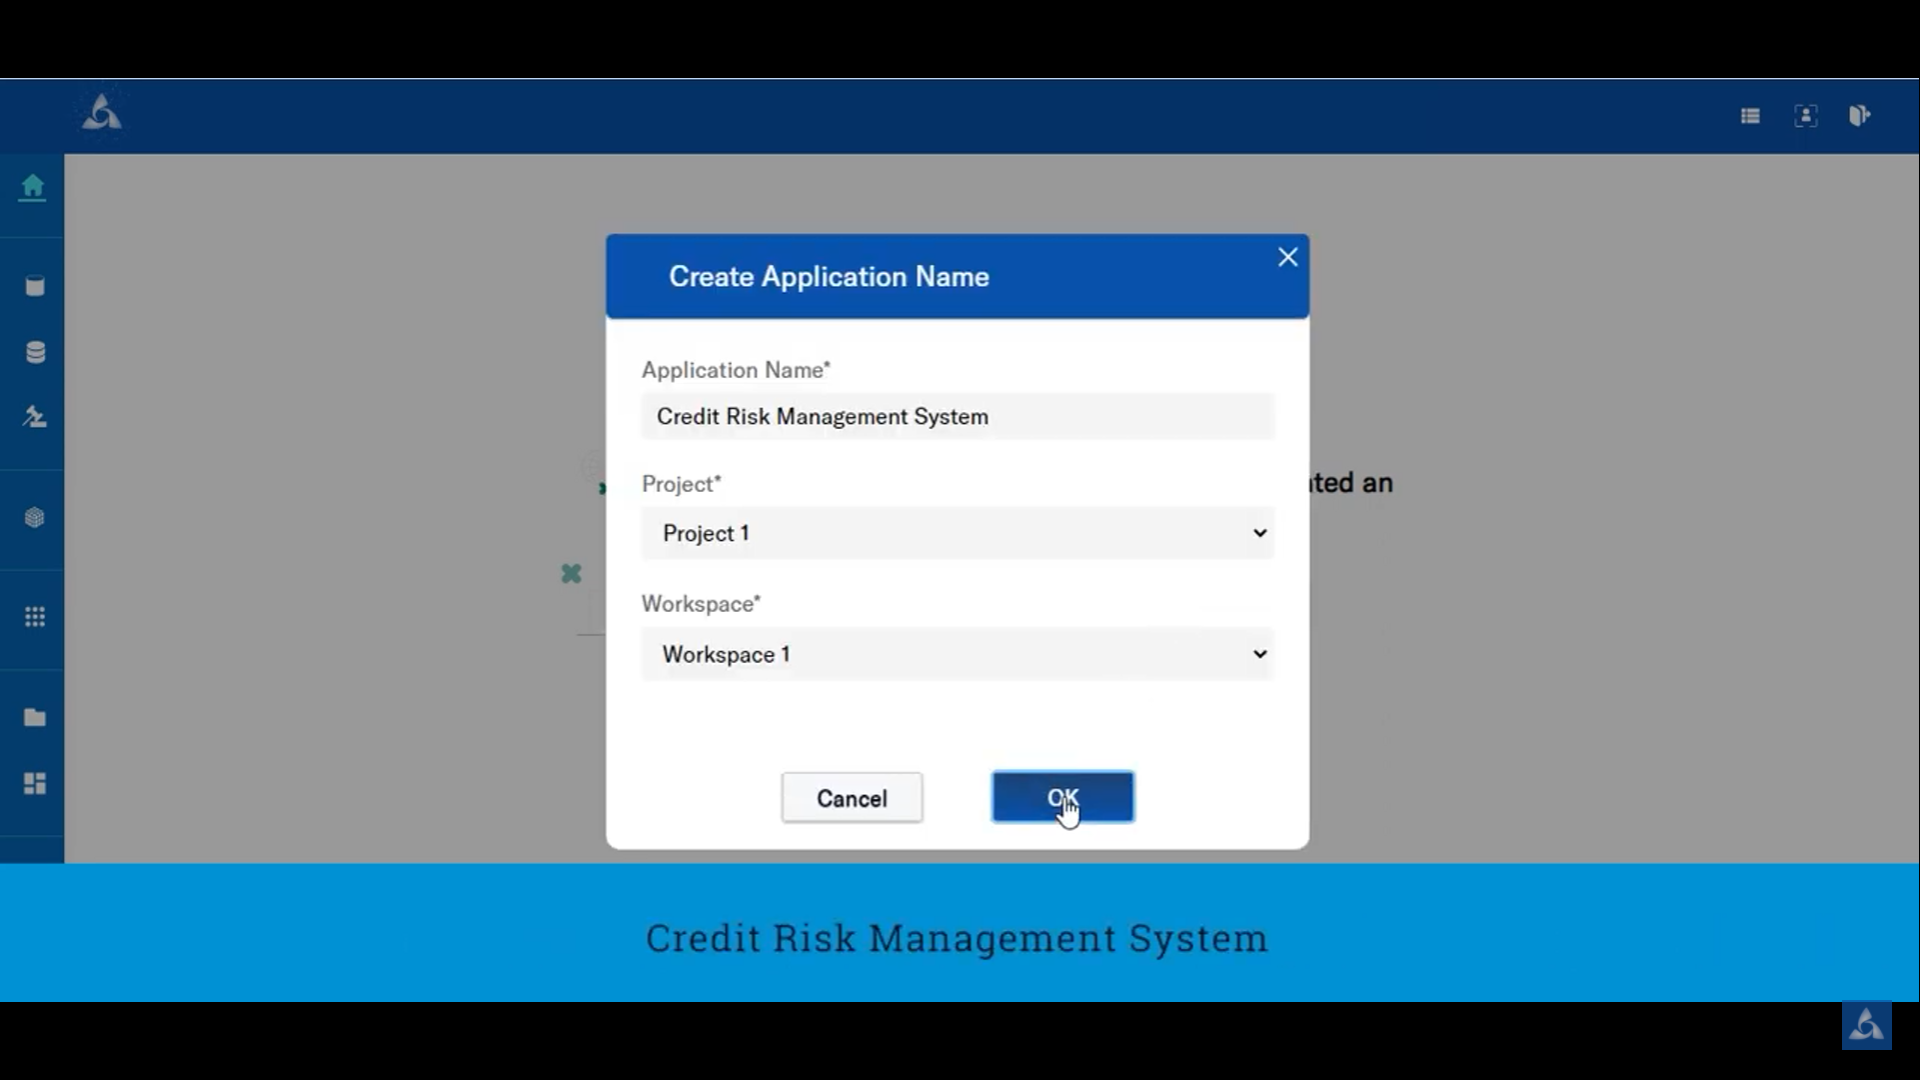 Create Application Name
Application Name*
Credit Risk Management System
Project*
Project 1
Workspace*
Workspace 1
Cancel
OK
an
Credit Risk Management System